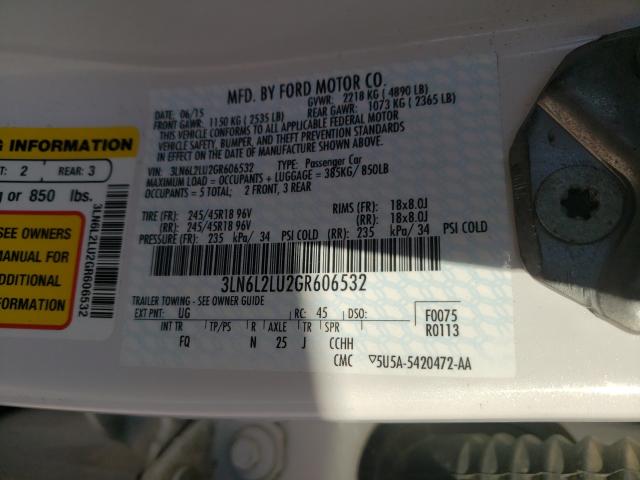 MFD. BY FORD MOTOR CO.
DATE: 06/15 GVWR: 2218 KG ( 4890 LB)
FRONT GAWR: 1150 KG ( 2535 LB) REAR GAWR: 1073 KG ( 2365 LB)
THIS VEHICLE CONFORMS TO ALL APPLICABLE FEDERAL MOTOR
VEHICLE SAFETY, BUMPER, AND THEFT PREVENTION STANDARDS
IN EFFECT ON THE DATE OF MANUFACTURE SHOWN ABOVE.
VIN: 3LN6L2LU2GR606532 TYPE: Passenger Car
MAXIMUM LOAD = OCCUPANTS + LUGGAGE = 385KG/ 850LB
OCCUPANTS = 5 TOTAL; 2 FRONT, 3 REAR
TIRE (FR): 245/45R18 96V RIMS (FR): 18x8.0J
(RR): 245/45R18 96V (RR): 18x8.0J
PRESSURE (FR): 235 kPa/ 34 PSI COLD (RR): 235 kPa/ 34 PSI COLD
3LN6L2LU2GR606532
TRAILER TOWING - SEE OWNER GUIDE
EXT PNT: UG RC: 45 DSO: F0075
R0113
INT TR TP/PS R AXLE TR SPR
FQ N 25 J CCHH
CMC ▽5U5A-5420472-AA
G INFORMATION
T: 2 REAR: 3
g or 850 lbs.
3LN6L2LU2GR606532
SEE OWNERS
MANUAL FOR
ADDITIONAL
INFORMATION